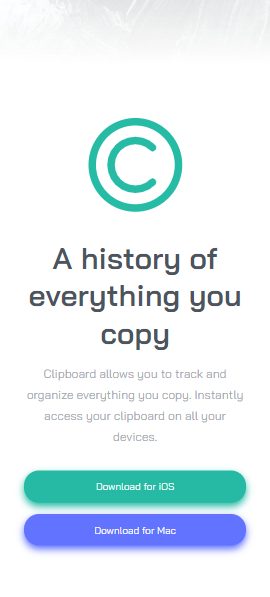 A history of
everything you
copy
Clipboard allows you to track and
organize everything you copy. Instantly
access your clipboard on all your
devices.
Download for iOS
Download for Mac